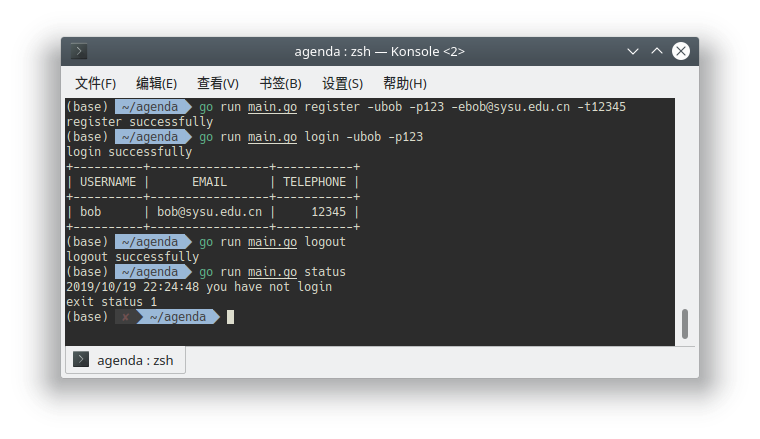 agenda : zsh — Konsole <2>
文件(F) 编辑(E) 查看(V) 书签(B) 设置(S) 帮助(H)
(base) ~/agenda go run main.go register -ubob -p123 -ebob@sysu.edu.cn -t12345
register successfully
(base) ~/agenda go run main.go login -ubob -p123
login successfully
+----------+-----------------+-----------+
| USERNAME |      EMAIL      | TELEPHONE |
+----------+-----------------+-----------+
| bob      | bob@sysu.edu.cn |     12345 |
+----------+-----------------+-----------+
(base) ~/agenda go run main.go logout
logout successfully
(base) ~/agenda go run main.go status
2019/10/19 22:24:48 you have not login
exit status 1
(base) ✘ ~/agenda
agenda : zsh